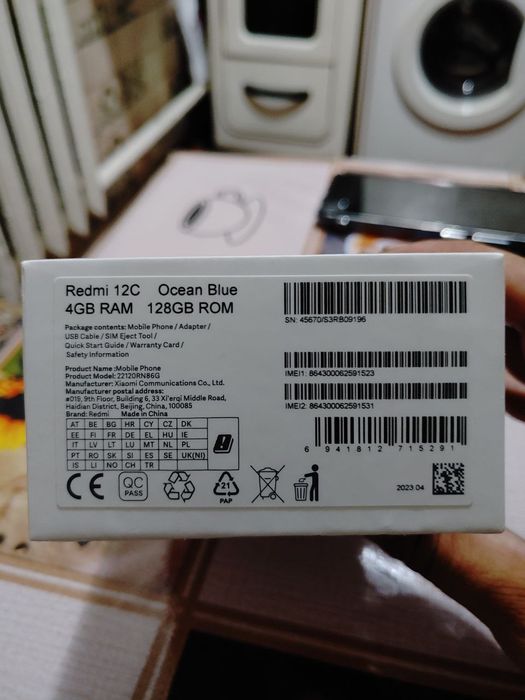 Redmi 12C Ocean Blue
4GB RAM 128GB ROM
Package contents: Mobile Phone / Adapter /
USB Cable / SIM Eject Tool /
Quick Start Guide / Warranty Card /
Safety Information
Product Name: Mobile Phone
Product Model: 22120RN86G
Manufacturer: Xiaomi Communications Co., Ltd.
Manufacturer postal address:
#019, 9th Floor, Building 6, 33 Xi'erqi Middle Road,
Haidian District, Beijing, China, 100085
Brand: Redmi Made in China
AT BE BG HR CY CZ DK
EE FI FR DE EL HU IE
IT LV LT LU MT NL PL
PT RO SK SI ES SE UK(NI)
IS LI NO CH TR
CE
QC
PASS
21
PAP
SN: 45670/S3RB09196
IMEI1: 864300062591523
IMEI2: 864300062591531
6 941812 715291
2023.04